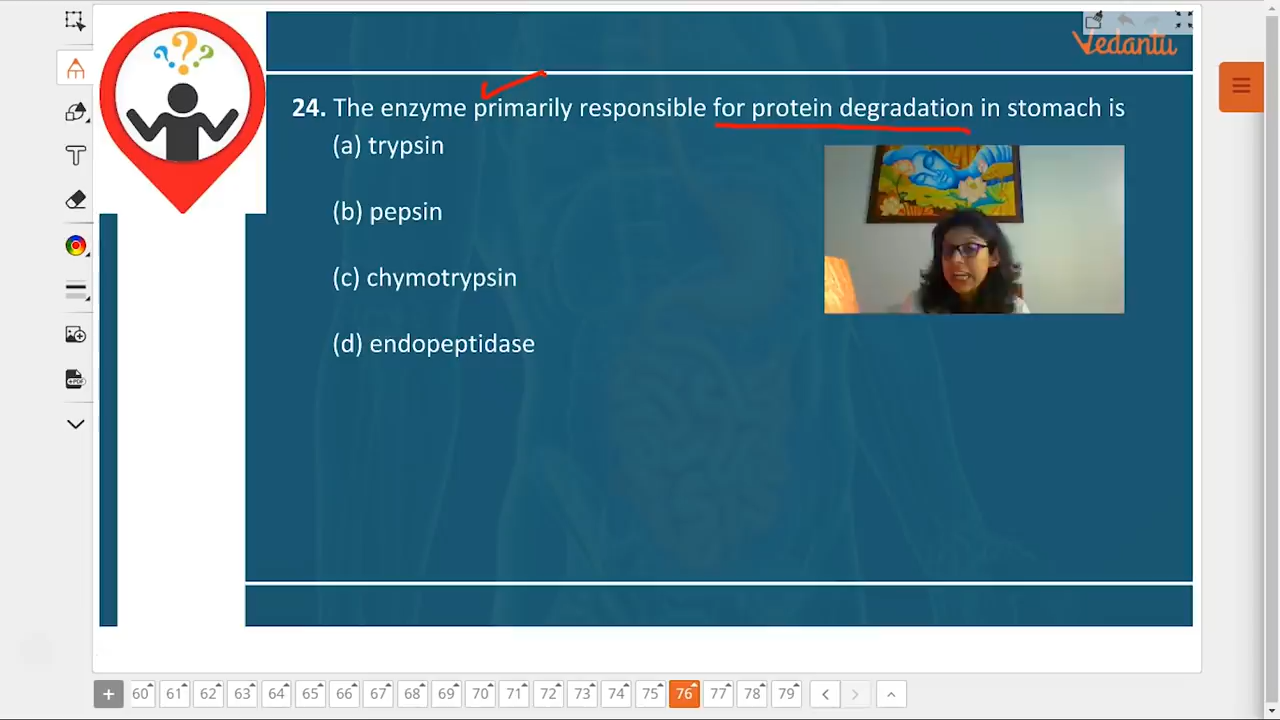 Vedantu
24. The enzyme primarily responsible for protein degradation in stomach is
(a) trypsin
(b) pepsin
(c) chymotrypsin
(d) endopeptidase
60 61 62 63 64 65 66 67 68 69 70 71 72 73 74 75 76 77 78 79